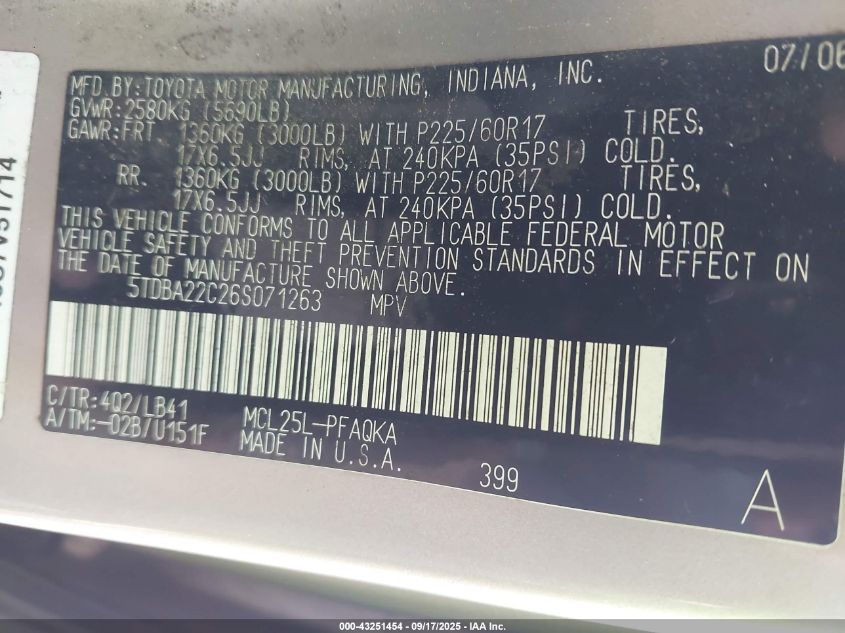 07/06
MFD.BY:TOYOTA MOTOR MANUFACTURING, INDIANA, INC.
GVWR:2580KG (5690LB)
GAWR:FRT 1360KG (3000LB) WITH P225/60R17 TIRES,
17X6.5JJ RIMS, AT 240KPA (35PSI) COLD.
RR. 1360KG (3000LB) WITH P225/60R17 TIRES,
17X6.5JJ RIMS, AT 240KPA (35PSI) COLD.
THIS VEHICLE CONFORMS TO ALL APPLICABLE FEDERAL MOTOR
VEHICLE SAFETY AND THEFT PREVENTION STANDARDS IN EFFECT ON
THE DATE OF MANUFACTURE SHOWN ABOVE.
5TDBA22C26S071263 MPV
C/TR:4Q2/LB41
A/TM:-02B/U151F
MCL25L-PFAQKA
MADE IN U.S.A.
399
A
000-43251454 - 09/17/2025 - IAA Inc.